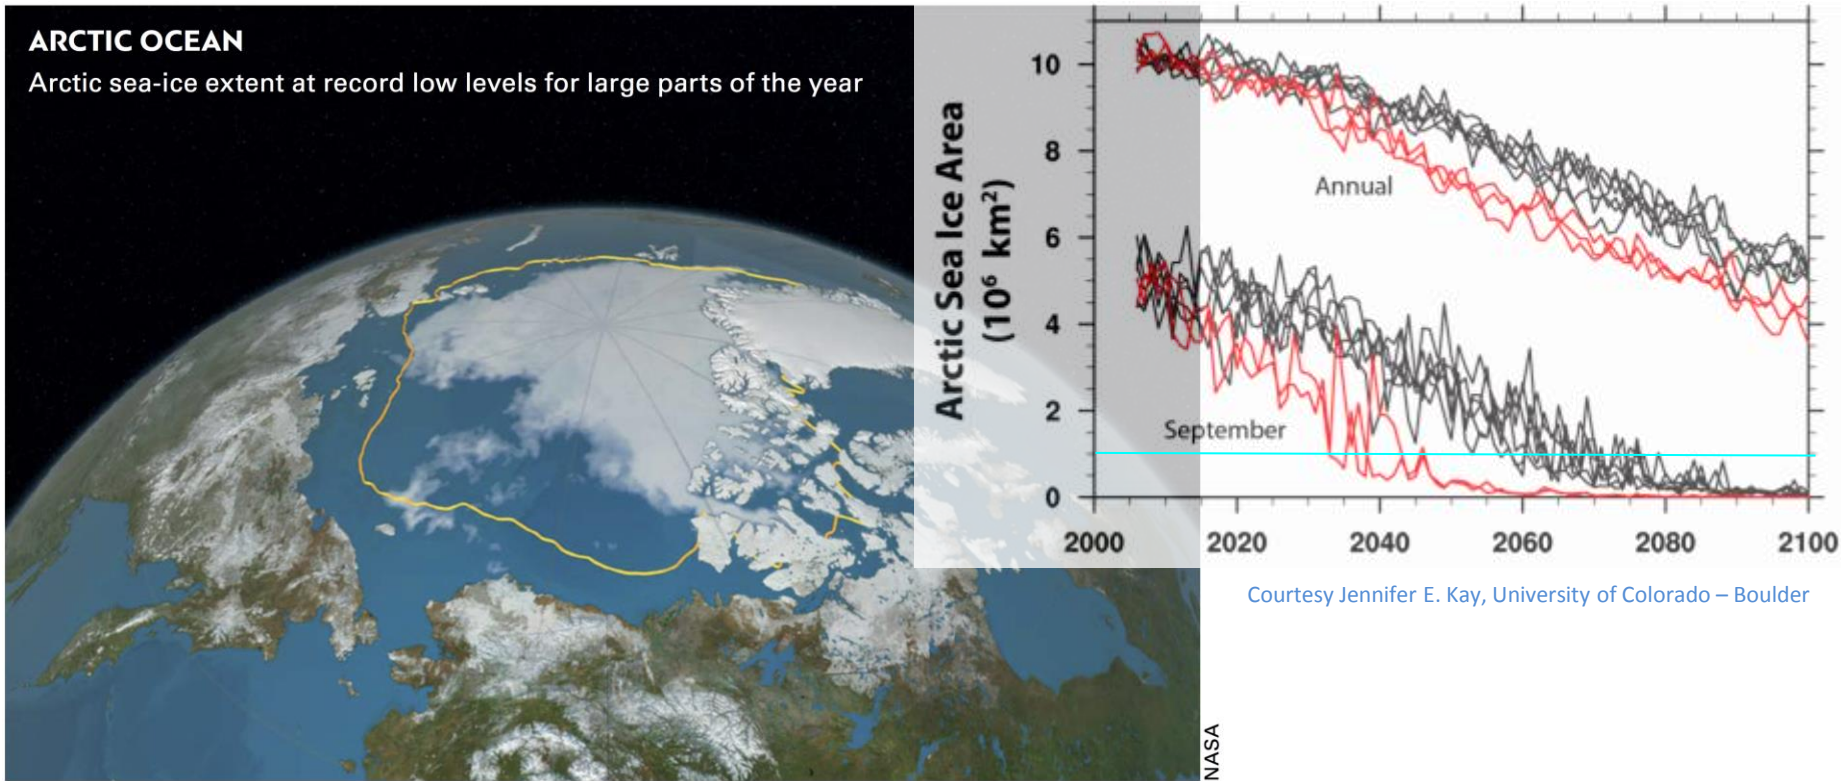 ARCTIC OCEAN
Arctic sea-ice extent at record low levels for large parts of the year
Arctic Sea Ice Area
(10⁶ km²)
10
8
6
4
2
0
Annual
September
2000 2020 2040 2060 2080 2100
Courtesy Jennifer E. Kay, University of Colorado – Boulder
NASA